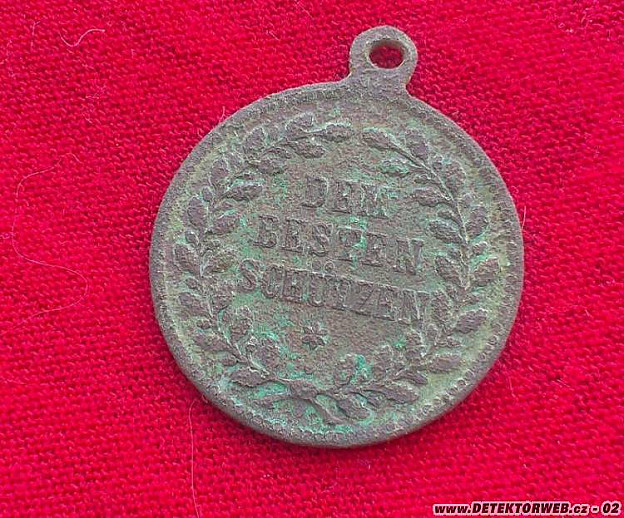 DEM
BESTEN
SCHÜTZEN
www.DETEKTORWEB.cz - 02